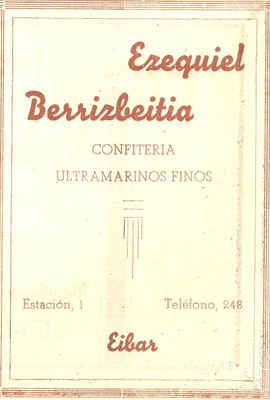 Ezequiel
Berrizbeitia
CONFITERIA
ULTRAMARINOS FINOS
Estación, 1 Teléfono, 248
Eibar